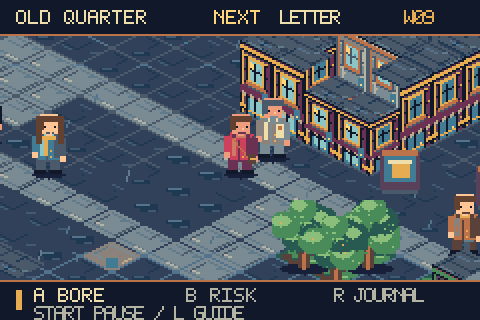 OLD QUARTER NEXT LETTER W09
A BORE B RISK R JOURNAL
START PAUSE / L GUIDE